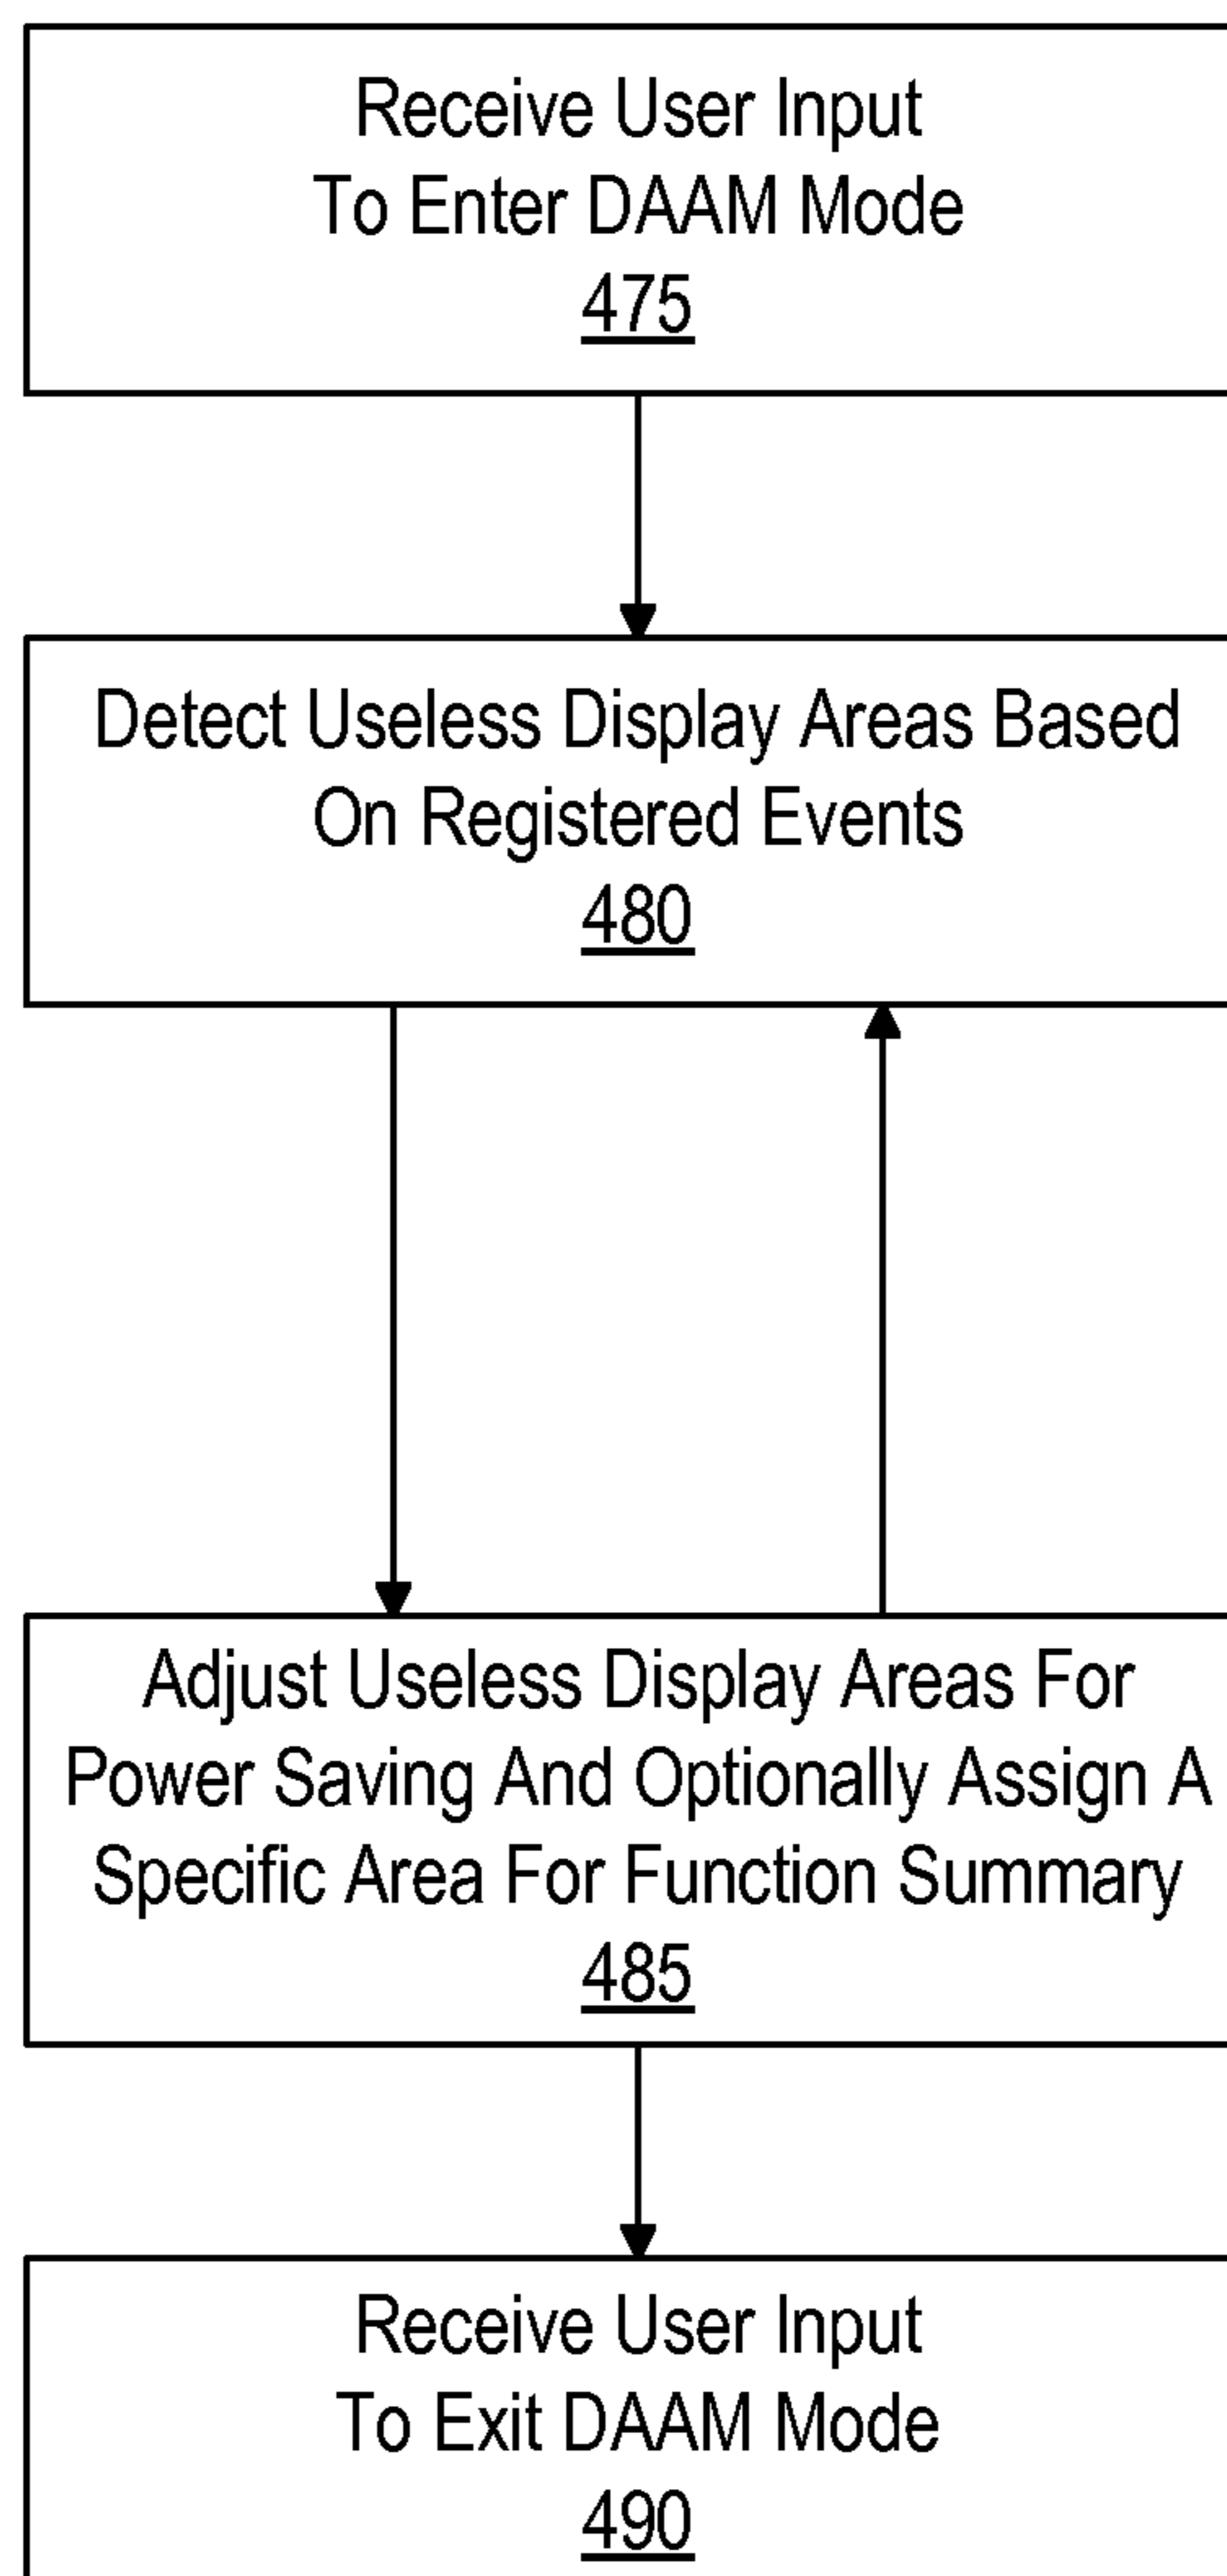 Receive User Input
To Enter DAAM Mode
475
Detect Useless Display Areas Based
On Registered Events
480
Adjust Useless Display Areas For
Power Saving And Optionally Assign A
Specific Area For Function Summary
485
Receive User Input
To Exit DAAM Mode
490